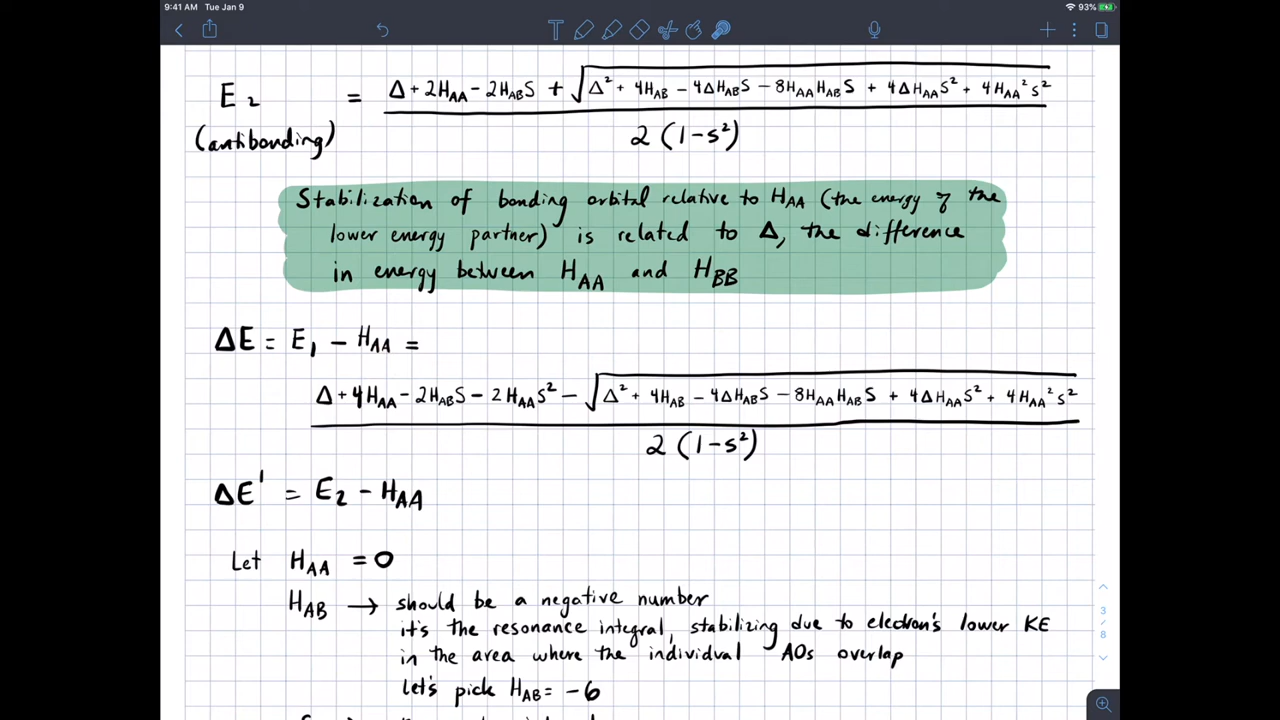 9:41 AM Tue Jan 9
93%
E₂ = Δ + 2H_AA - 2H_AB S + √(Δ² + 4H_AB - 4ΔH_AB S - 8H_AA H_AB S + 4ΔH_AA S² + 4H_AA² S²)
2 (1-S²)
(antibonding)
Stabilization of bonding orbital relative to H_AA (the energy of the
lower energy partner) is related to Δ, the difference
in energy between H_AA and H_BB
ΔE = E₁ - H_AA =
Δ + 4H_AA - 2H_AB S - 2H_AA S² - √(Δ² + 4H_AB - 4ΔH_AB S - 8H_AA H_AB S + 4ΔH_AA S² + 4H_AA² S²)
2 (1-S²)
ΔE' = E₂ - H_AA
Let H_AA = 0
H_AB → should be a negative number
it's the resonance integral, stabilizing due to electron's lower KE
in the area where the individual AOs overlap
let's pick H_AB = -6
3
/
8